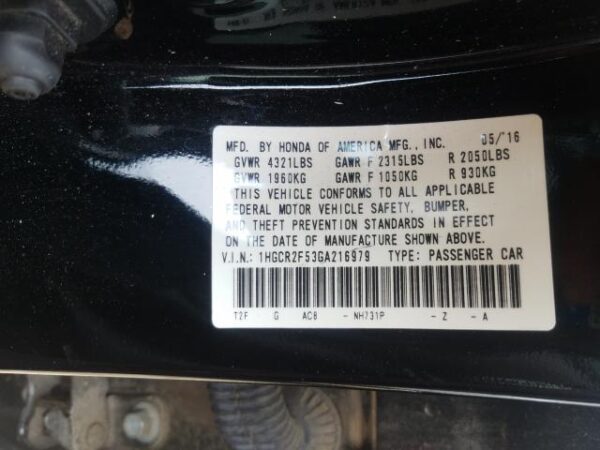 MFD. BY HONDA OF AMERICA MFG., INC. 05/16
GVWR 4321LBS GAWR F 2315LBS R 2050LBS
GVWR 1960KG GAWR F 1050KG R 930KG
THIS VEHICLE CONFORMS TO ALL APPLICABLE
FEDERAL MOTOR VEHICLE SAFETY, BUMPER,
AND THEFT PREVENTION STANDARDS IN EFFECT
ON THE DATE OF MANUFACTURE SHOWN ABOVE.
V.I.N.: 1HGCR2F53GA216979 TYPE: PASSENGER CAR
T2F G AC8 - NH731P - Z - A